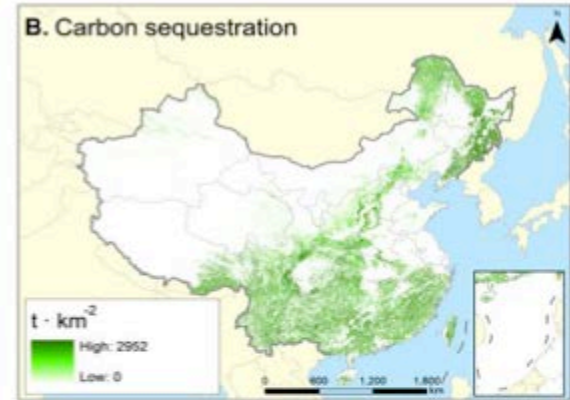 B. Carbon sequestration
N
t · km⁻²
High: 2952
Low: 0
0 600 1,200 1,800
km